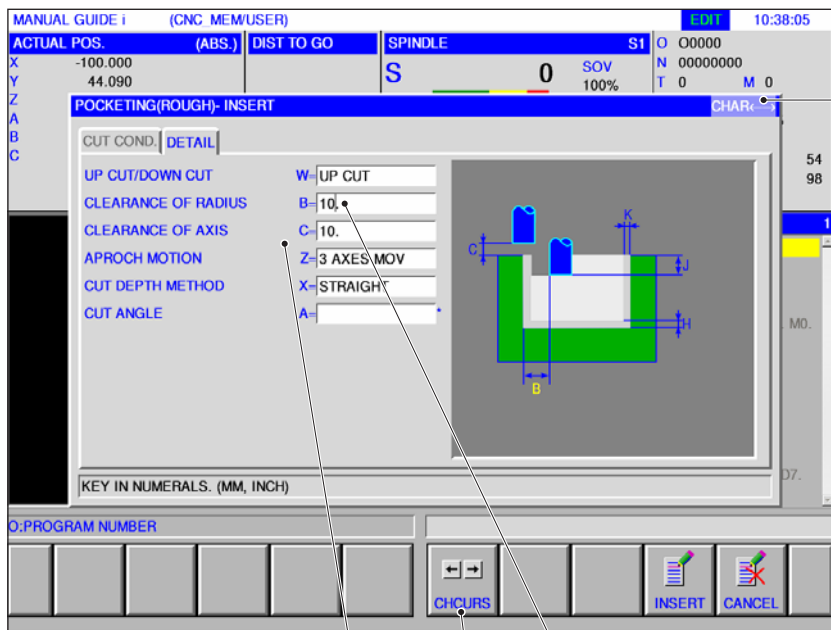 MANUAL GUIDE i (CNC_MEM/USER) EDIT 10:38:05
ACTUAL POS. (ABS.) DIST TO GO SPINDLE S1 O O0000
X -100.000 S 0 SOV 100% N 00000000
Y 44.090 T 0 M 0
Z POCKETING(ROUGH)- INSERT CHAR
A
B CUT COND. DETAIL
C 54
98
UP CUT/DOWN CUT W= UP CUT
CLEARANCE OF RADIUS B= 10.
CLEARANCE OF AXIS C= 10.
APROCH MOTION Z= 3 AXES MOV
CUT DEPTH METHOD X= STRAIGHT
CUT ANGLE A= °
K
C
J
H
B
1
M0.
D7.
KEY IN NUMERALS. (MM, INCH)
O:PROGRAM NUMBER
CHCURS INSERT CANCEL